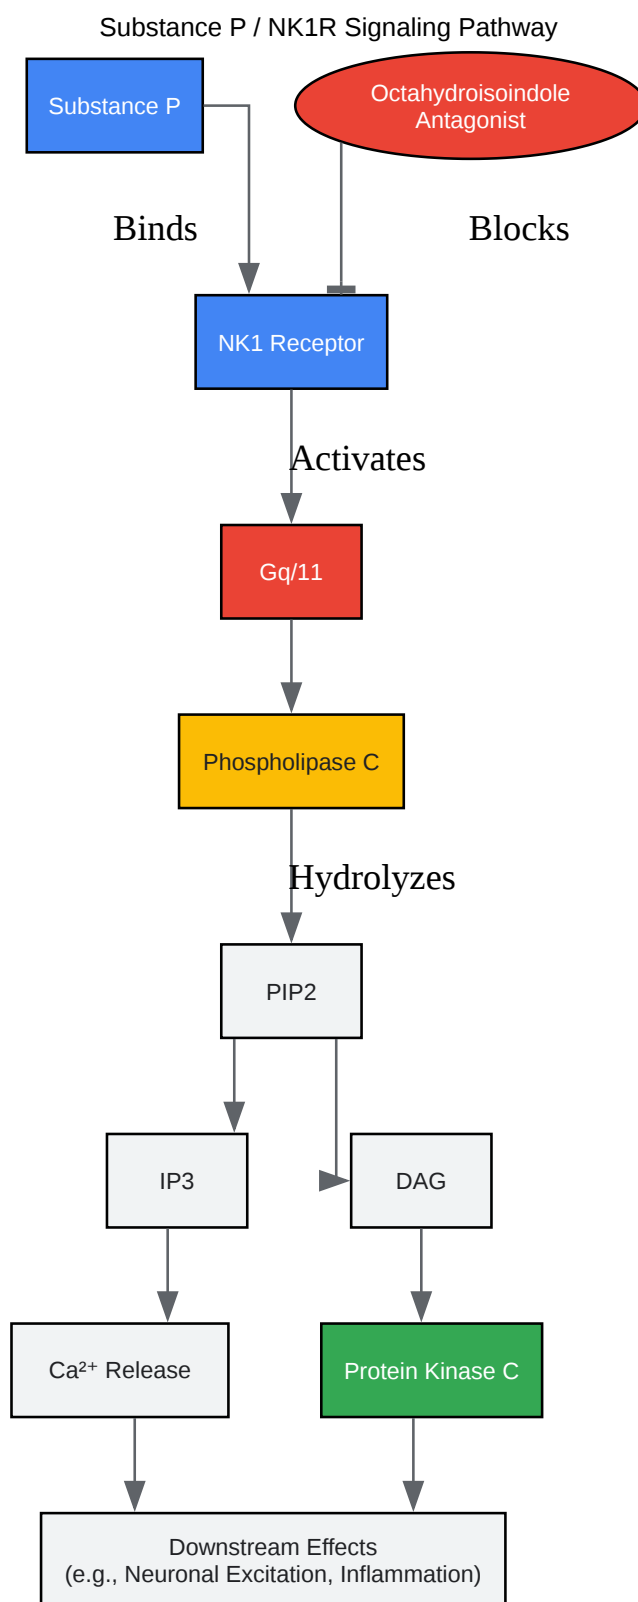 Substance P / NK1R Signaling Pathway
Substance P
Octahydroisoindole
Antagonist
Binds
Blocks
NK1 Receptor
Activates
Gq/11
Phospholipase C
Hydrolyzes
PIP2
IP3
DAG
Ca²⁺ Release
Protein Kinase C
Downstream Effects
(e.g., Neuronal Excitation, Inflammation)